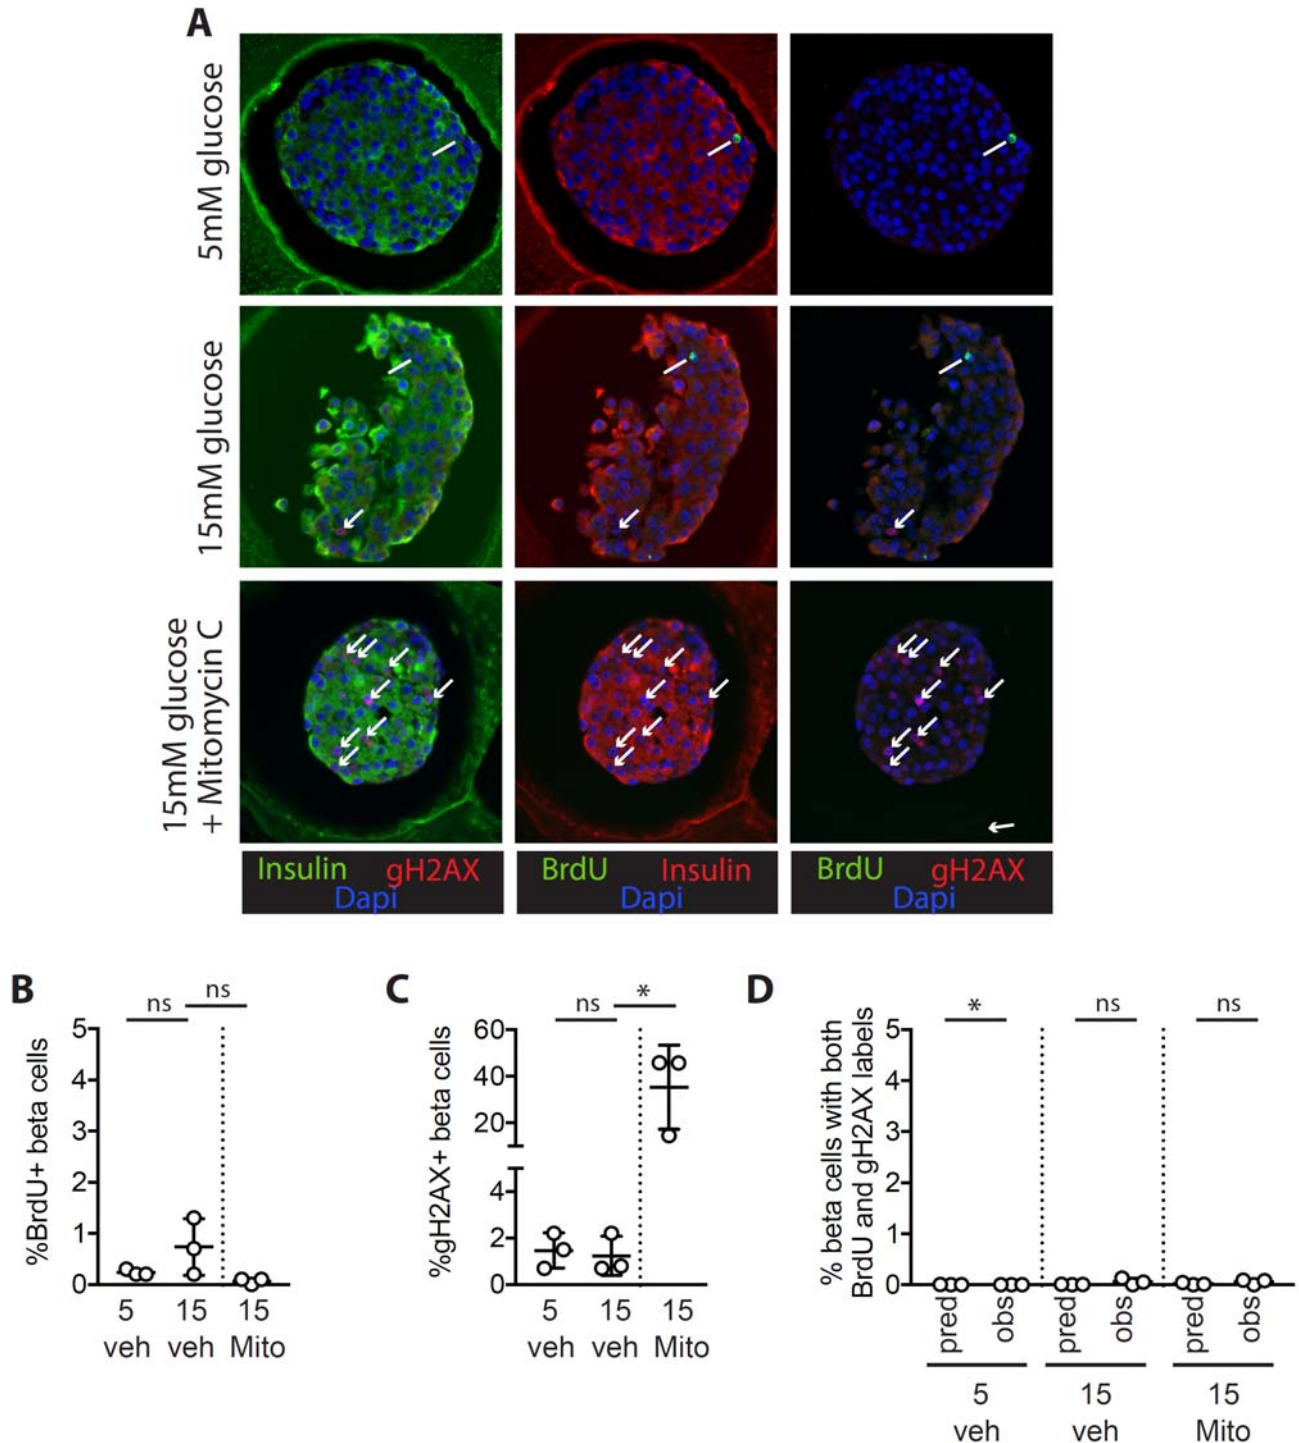 A
5mM glucose
15mM glucose
15mM glucose
+ Mitomycin C
Insulin gH2AX
Dapi
BrdU Insulin
Dapi
BrdU gH2AX
Dapi
B
ns
ns
%BrdU+ beta cells
5
4
3
2
1
0
5
veh
15
veh
15
Mito
C
ns
*
%gH2AX+ beta cells
60
40
20
4
2
0
5
veh
15
veh
15
Mito
D
*
ns
ns
% beta cells with both
BrdU and gH2AX labels
5
4
3
2
1
0
pred
obs
pred
obs
pred
obs
5
veh
15
veh
15
Mito